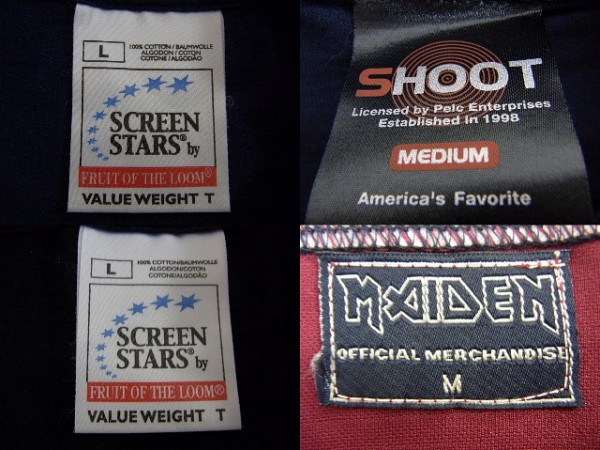 L
100% COTTON/BAUMWOLLE
ALGODON/COTON
COTONE/ALGODÃO
SCREEN
STARS® by
FRUIT OF THE LOOM®
VALUE WEIGHT T
SHOOT
Licensed by Pelc Enterprises
Established in 1998
MEDIUM
America's Favorite
L
100% COTTON/BAUMWOLLE
ALGODON/COTON
COTONE/ALGODÃO
SCREEN
STARS® by
FRUIT OF THE LOOM®
VALUE WEIGHT T
MAIDEN
OFFICIAL MERCHANDISE
M